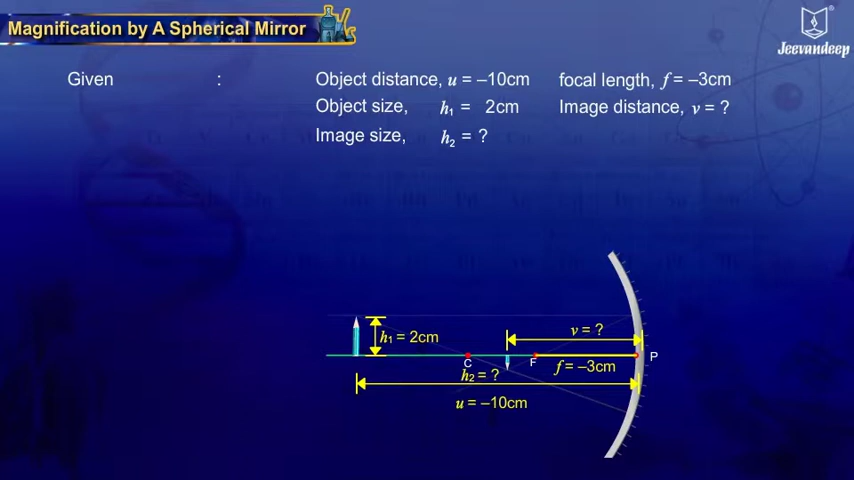 Magnification by A Spherical Mirror
Jeevandeep
Given : Object distance, u = –10cm focal length, f = –3cm
Object size, h₁ = 2cm Image distance, v = ?
Image size, h₂ = ?
v = ?
h₁ = 2cm
C F P
h₂ = ? f = –3cm
u = –10cm